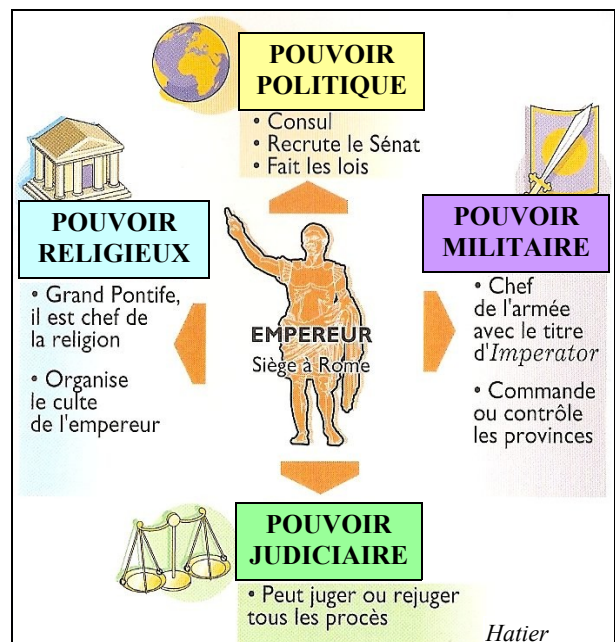 POUVOIR
POLITIQUE
• Consul
• Recrute le Sénat
• Fait les lois
POUVOIR
RELIGIEUX
• Grand Pontife,
il est chef de
la religion
• Organise
le culte
de l'empereur
EMPEREUR
Siège à Rome
POUVOIR
MILITAIRE
• Chef
de l'armée
avec le titre
d'Imperator
• Commande
ou contrôle
les provinces
POUVOIR
JUDICIAIRE
• Peut juger ou rejuger
tous les procès
Hatier